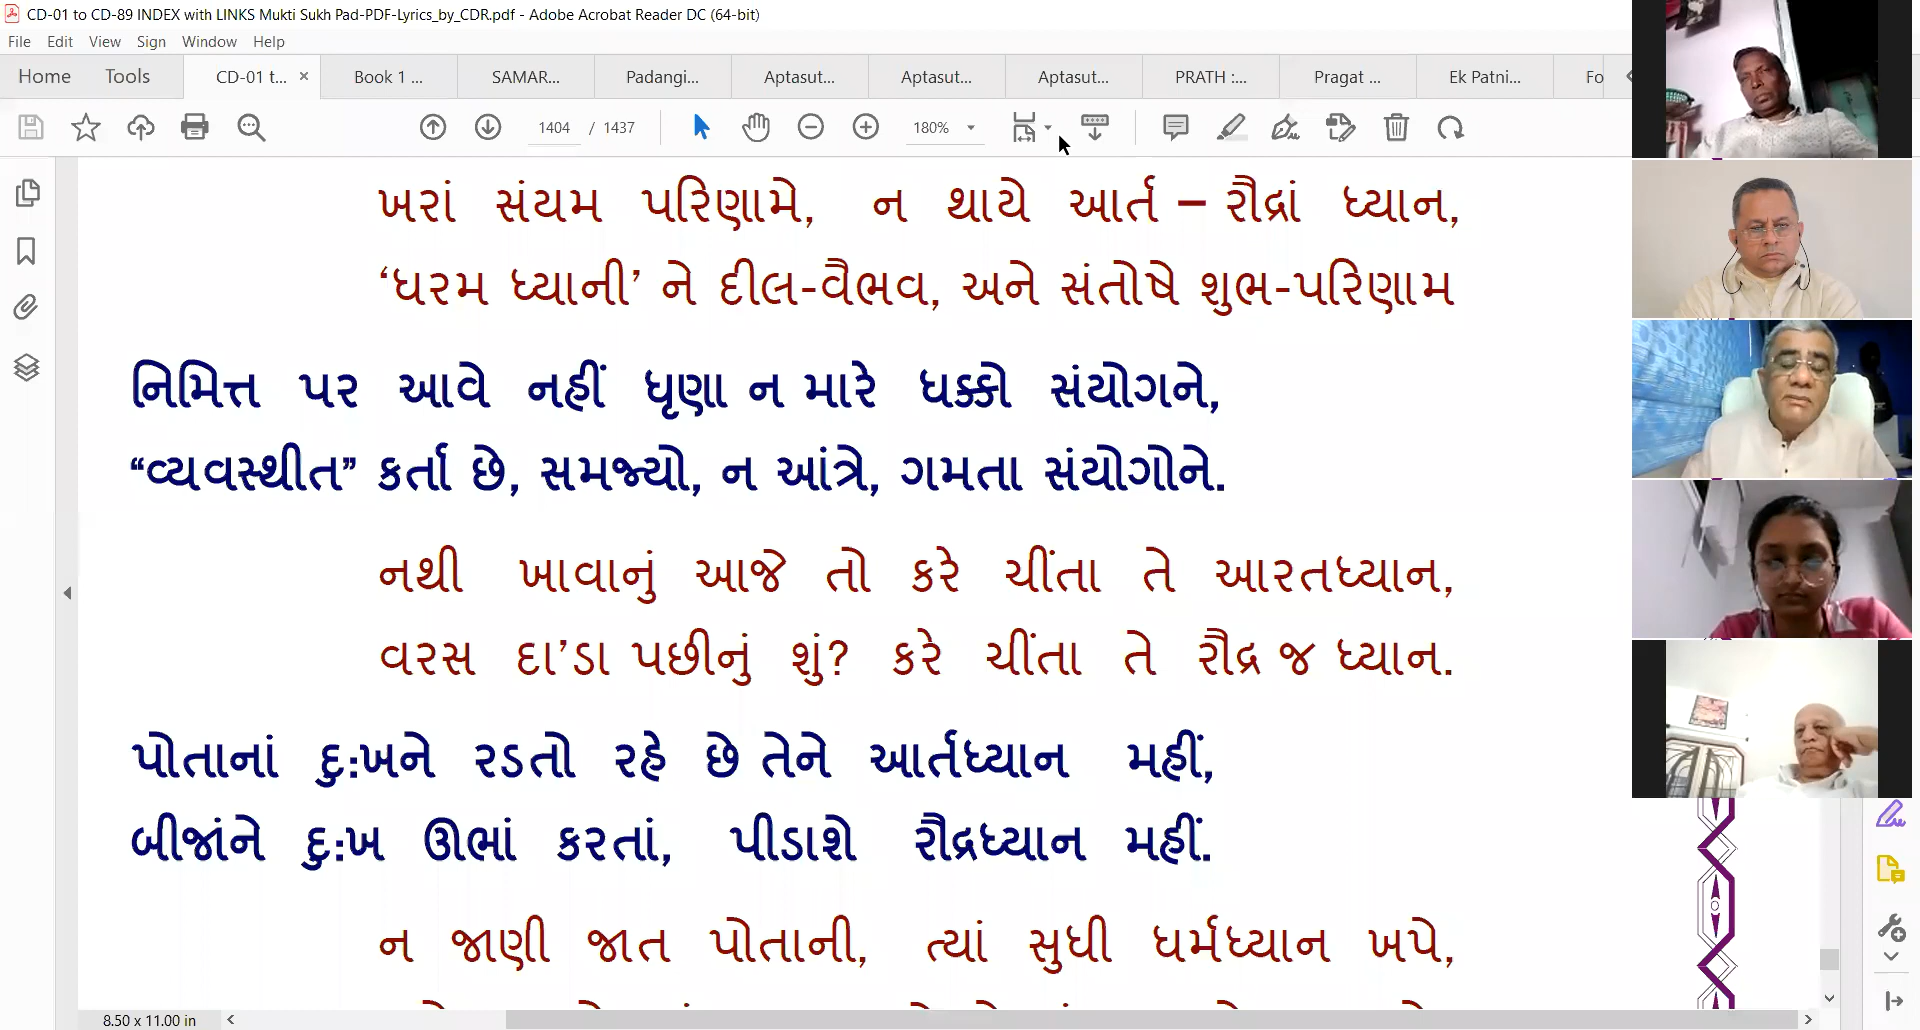 CD-01 to CD-89 INDEX with LINKS Mukti Sukh Pad-PDF-Lyrics_by_CDR.pdf - Adobe Acrobat Reader DC (64-bit)
File Edit View Sign Window Help
Home Tools CD-01 t... × Book 1 ... SAMAR... Padangi... Aptasut... Aptasut... Aptasut... PRATH :... Pragat ... Ek Patni... Fo
1404 / 1437 180%
ખરાં સંયમ પરિણામે, ન થાયે આર્ત – રૌદ્રાં ધ્યાન,
‘ધરમ ધ્યાની’ ને દીલ-વૈભવ, અને સંતોષે શુભ-પરિણામ
નિમિત્ત પર આવે નહીં ધૃણા ન મારે ધક્કો સંયોગને,
“વ્યવસ્થીત” કર્તા છે, સમજ્યો, ન આંત્રે, ગમતા સંયોગોને.
નથી ખાવાનું આજે તો કરે ચીંતા તે આરતધ્યાન,
વરસ દા’ડા પછીનું શું? કરે ચીંતા તે રૌદ્ર જ ધ્યાન.
પોતાનાં દુ:ખને રડતો રહે છે તેને આર્તધ્યાન મહીં,
બીજાંને દુ:ખ ઊભાં કરતાં, પીડાશે રૌદ્રધ્યાન મહીં.
ન જાણી જાત પોતાની, ત્યાં સુધી ધર્મધ્યાન ખપે,
8.50 x 11.00 in